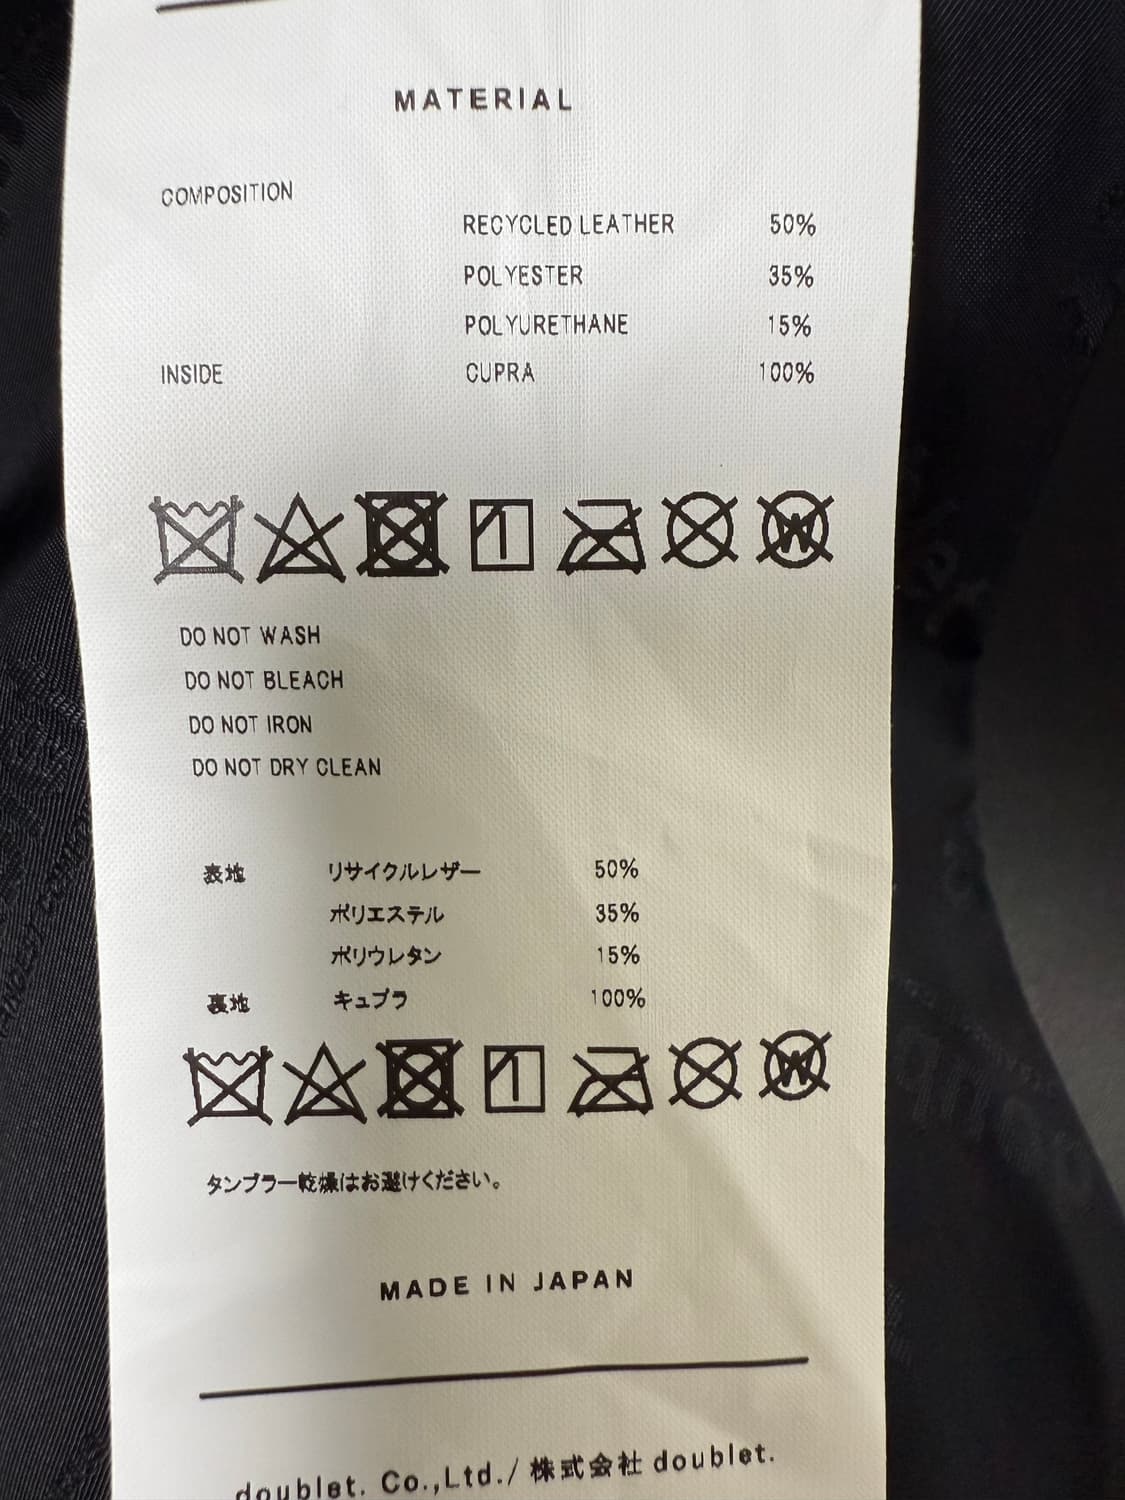 MATERIAL
COMPOSITION
RECYCLED LEATHER 50%
POLYESTER 35%
POLYURETHANE 15%
INSIDE CUPRA 100%
W
DO NOT WASH
DO NOT BLEACH
DO NOT IRON
DO NOT DRY CLEAN
表地 リサイクルレザー 50%
ポリエステル 35%
ポリウレタン 15%
裏地 キュプラ 100%
W
タンブラー乾燥はお避けください。
MADE IN JAPAN
doublet. Co.,Ltd./ 株式会社 doublet.